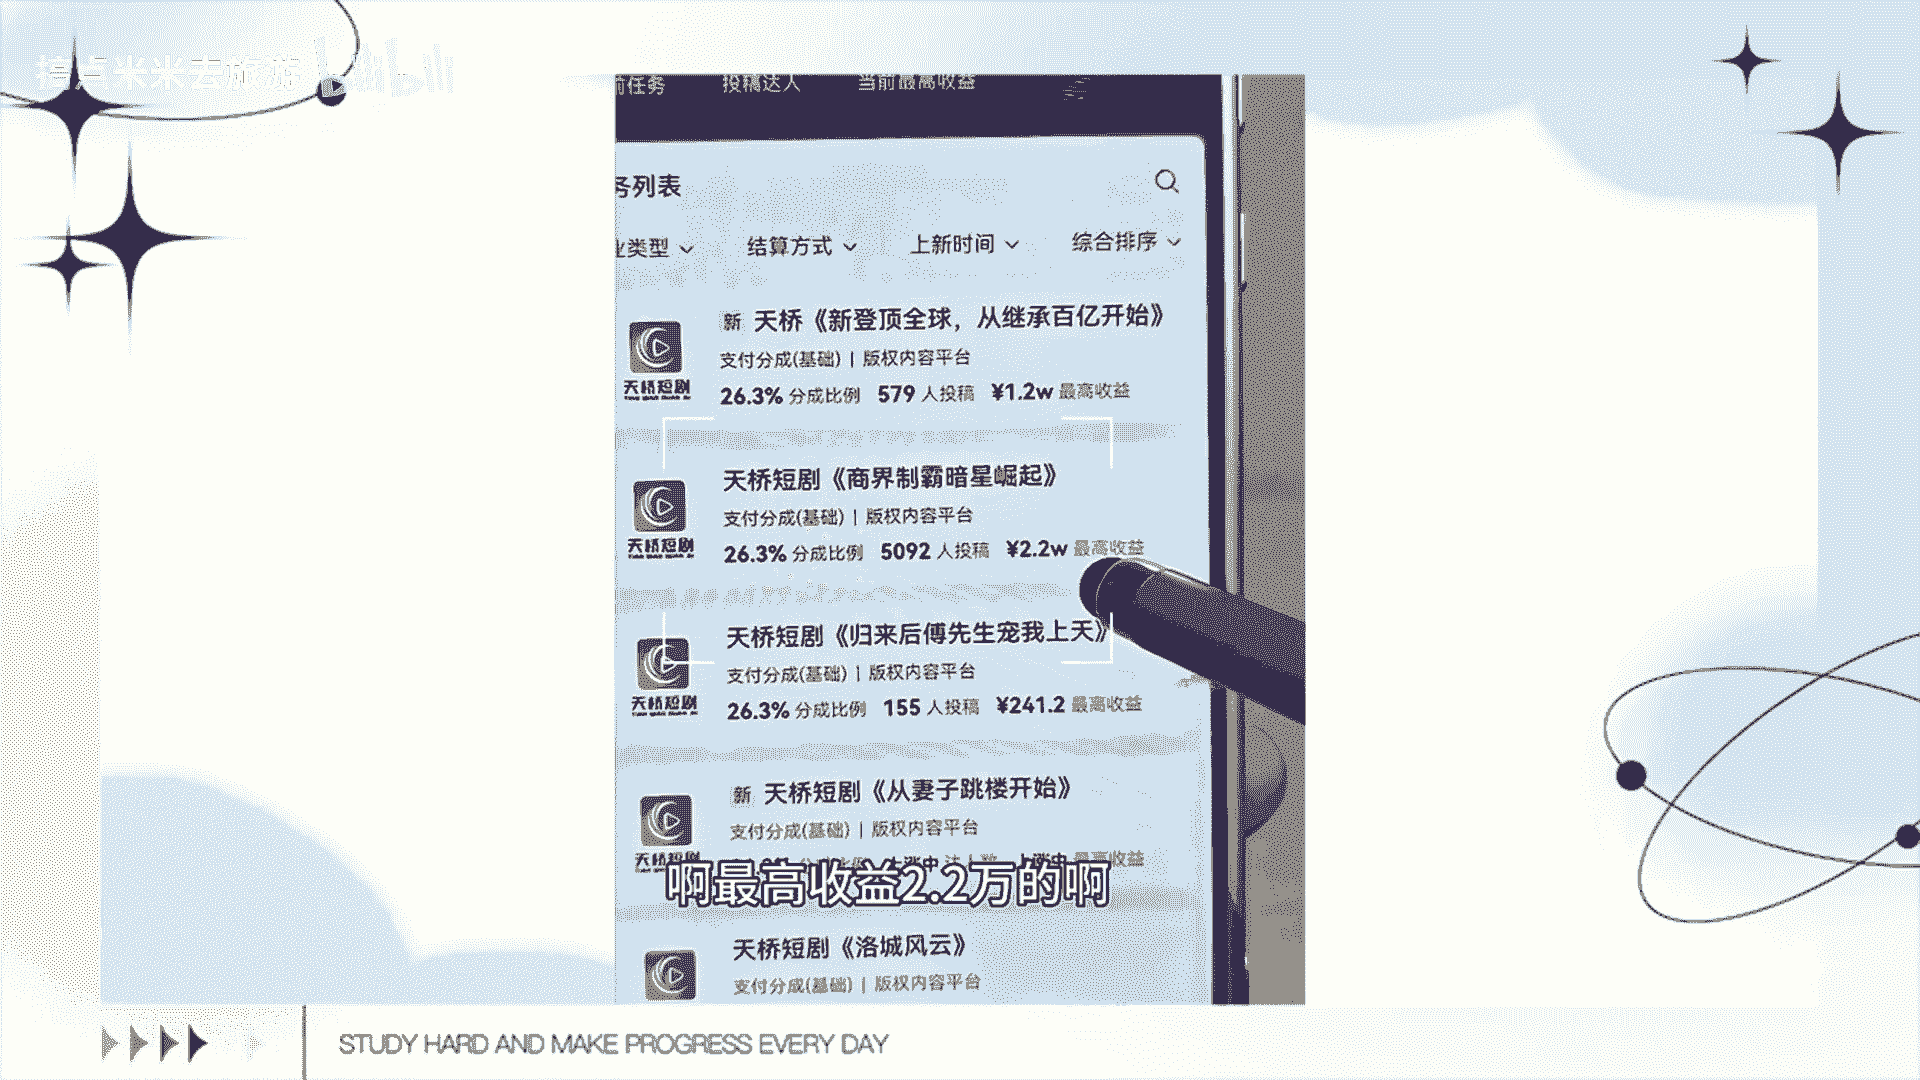 搞点米米去旅游
前任务 投稿达人 当前最高收益
务列表
业类型 结算方式 上新时间 综合排序
新 天桥《新登顶全球，从继承百亿开始》
支付分成(基础) | 版权内容平台
天桥短剧
26.3% 分成比例 579 人投稿 ¥1.2w 最高收益
天桥短剧《商界制霸暗星崛起》
支付分成(基础) | 版权内容平台
天桥短剧
26.3% 分成比例 5092 人投稿 ¥2.2w 最高收益
天桥短剧《归来后傅先生宠我上天》
支付分成(基础) | 版权内容平台
天桥短剧
26.3% 分成比例 155 人投稿 ¥241.2 最高收益
新 天桥短剧《从妻子跳楼开始》
支付分成(基础) | 版权内容平台
天桥短剧
最高收益
啊最高收益2.2万的啊
天桥短剧《洛城风云》
支付分成(基础) | 版权内容平台
STUDY HARD AND MAKE PROGRESS EVERY DAY